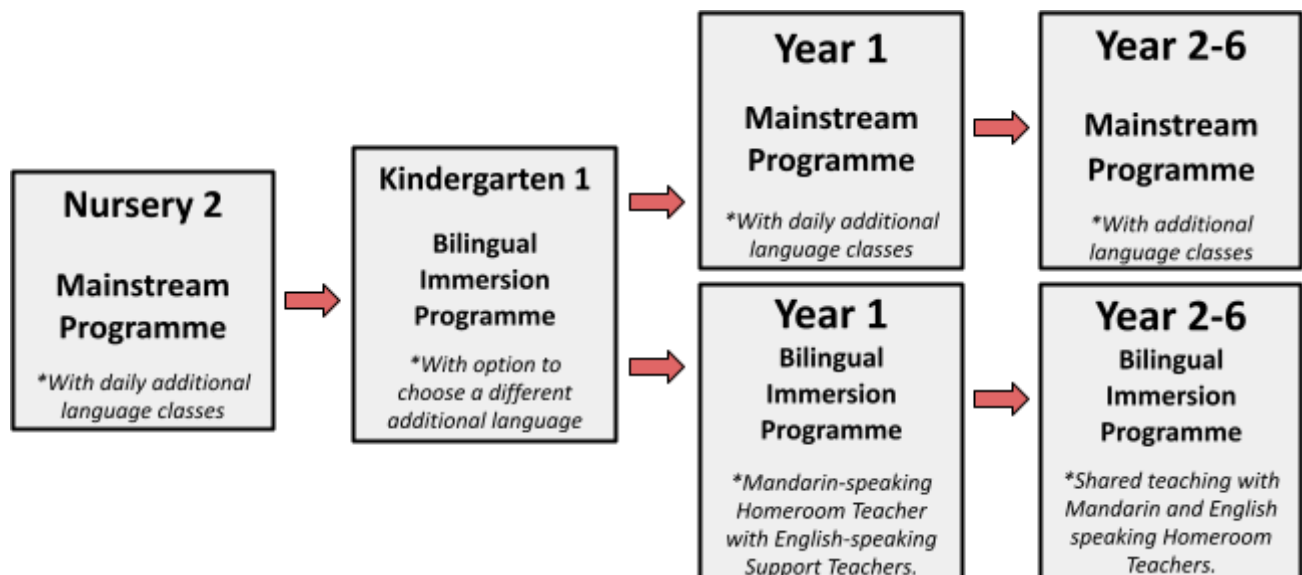 Nursery 2
Mainstream
Programme
*With daily additional
language classes
Kindergarten 1
Bilingual
Immersion
Programme
*With option to
choose a different
additional language
Year 1
Mainstream
Programme
*With daily additional
language classes
Year 2-6
Mainstream
Programme
*With additional
language classes
Year 1
Bilingual
Immersion
Programme
*Mandarin-speaking
Homeroom Teacher
with English-speaking
Support Teachers.
Year 2-6
Bilingual
Immersion
Programme
*Shared teaching with
Mandarin and English
speaking Homeroom
Teachers.